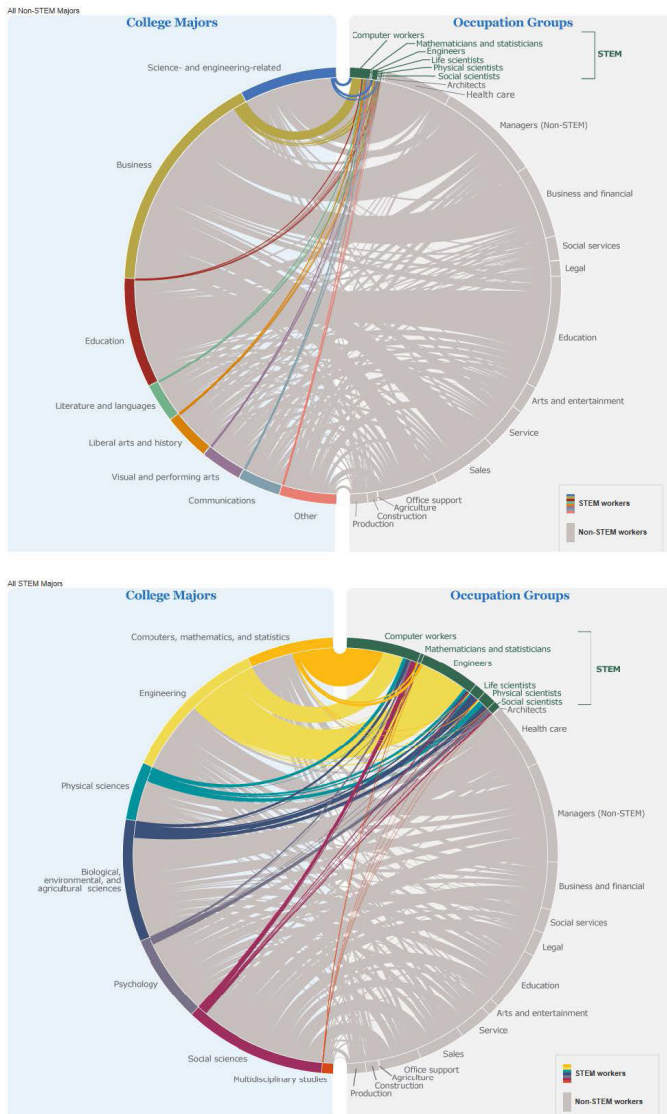 All Non-STEM Majors
College Majors
Occupation Groups
Computer workers
Mathematicians and statisticians
Engineers
Life scientists
Physical scientists
Social scientists
STEM
Architects
Health care
Science- and engineering-related
Managers (Non-STEM)
Business
Business and financial
Social services
Legal
Education
Education
Literature and languages
Arts and entertainment
Liberal arts and history
Service
Visual and performing arts
Sales
Communications
Office support
Agriculture
Other
Construction
Production
STEM workers
Non-STEM workers
All STEM Majors
College Majors
Occupation Groups
Computers, mathematics, and statistics
Computer workers
Mathematicians and statisticians
Engineers
STEM
Life scientists
Physical scientists
Social scientists
Architects
Engineering
Health care
Physical sciences
Managers (Non-STEM)
Biological,
environmental, and
agricultural sciences
Business and financial
Social services
Legal
Psychology
Education
Arts and entertainment
Service
Social sciences
Sales
Office support
Multidisciplinary studies
Agriculture
Construction
Production
STEM workers
Non-STEM workers